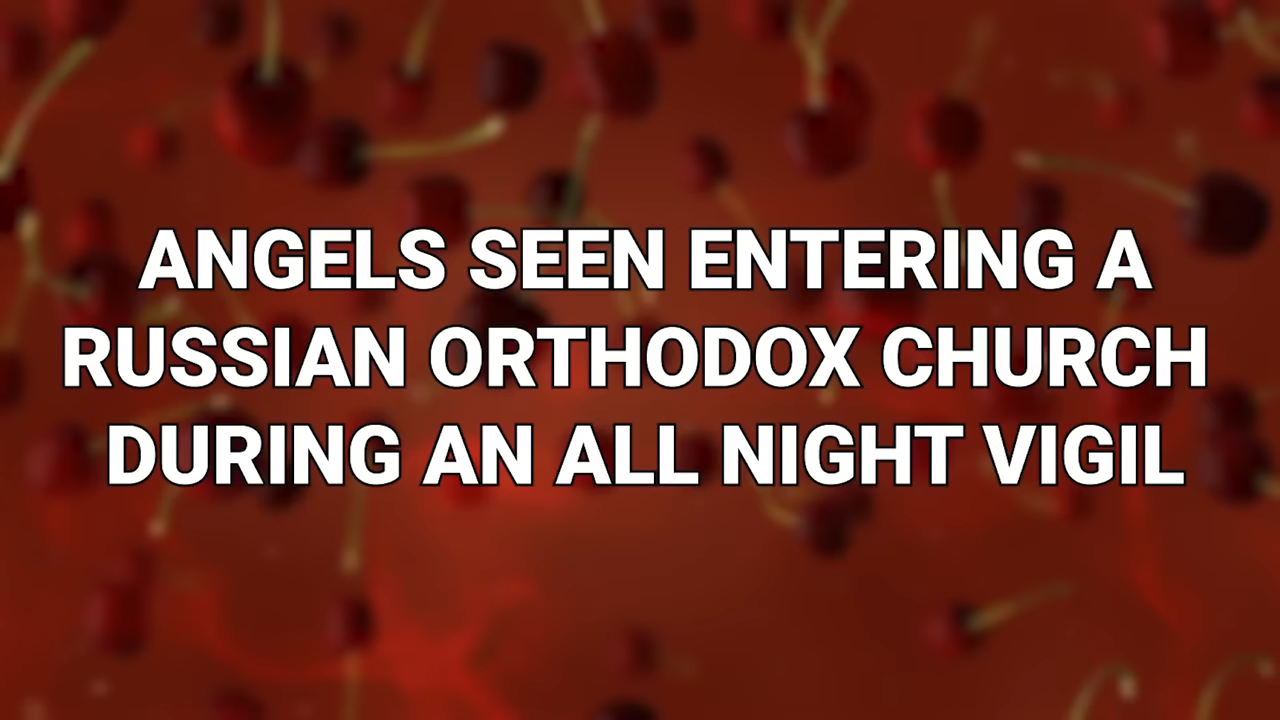 ANGELS SEEN ENTERING A
RUSSIAN ORTHODOX CHURCH
DURING AN ALL NIGHT VIGIL